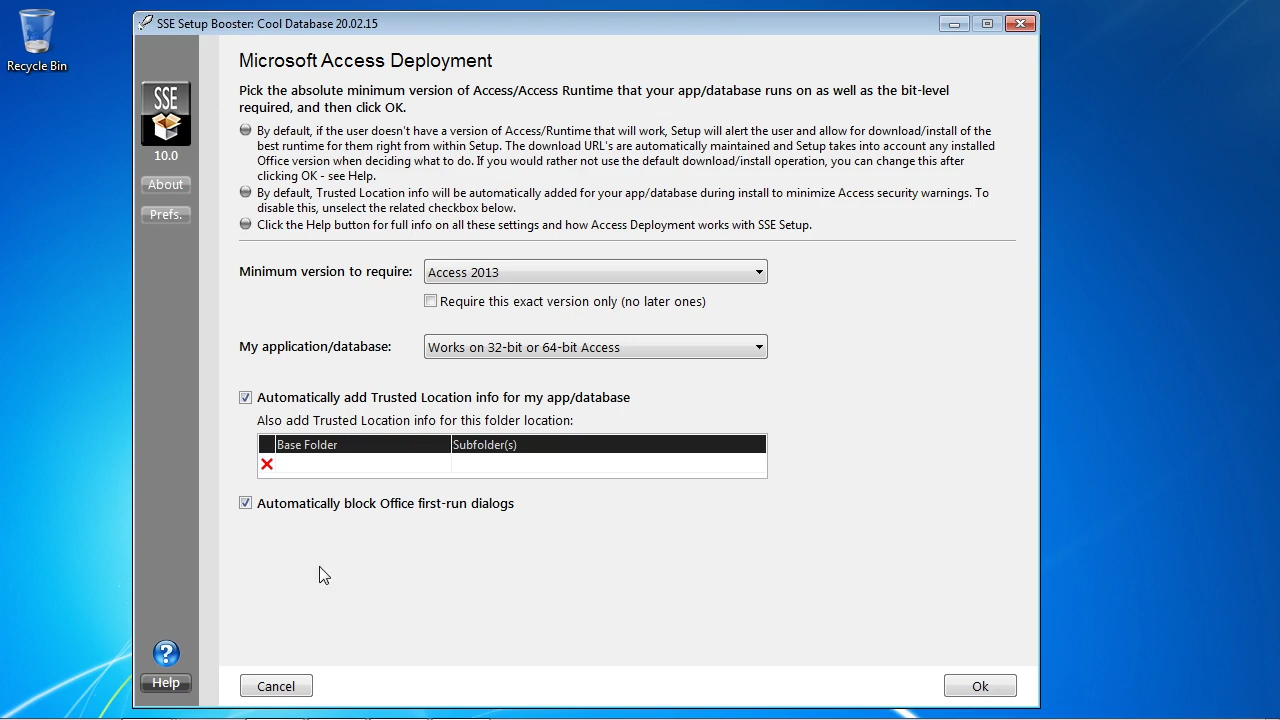 Recycle Bin
SSE Setup Booster: Cool Database 20.02.15
SSE
10.0
About
Prefs.
Help
Microsoft Access Deployment
Pick the absolute minimum version of Access/Access Runtime that your app/database runs on as well as the bit-level
required, and then click OK.
By default, if the user doesn't have a version of Access/Runtime that will work, Setup will alert the user and allow for download/install of the
best runtime for them right from within Setup. The download URL's are automatically maintained and Setup takes into account any installed
Office version when deciding what to do. If you would rather not use the default download/install operation, you can change this after
clicking OK - see Help.
By default, Trusted Location info will be automatically added for your app/database during install to minimize Access security warnings. To
disable this, unselect the related checkbox below.
Click the Help button for full info on all these settings and how Access Deployment works with SSE Setup.
Minimum version to require: Access 2013
Require this exact version only (no later ones)
My application/database: Works on 32-bit or 64-bit Access
Automatically add Trusted Location info for my app/database
Also add Trusted Location info for this folder location:
Base Folder Subfolder(s)
Automatically block Office first-run dialogs
Cancel Ok